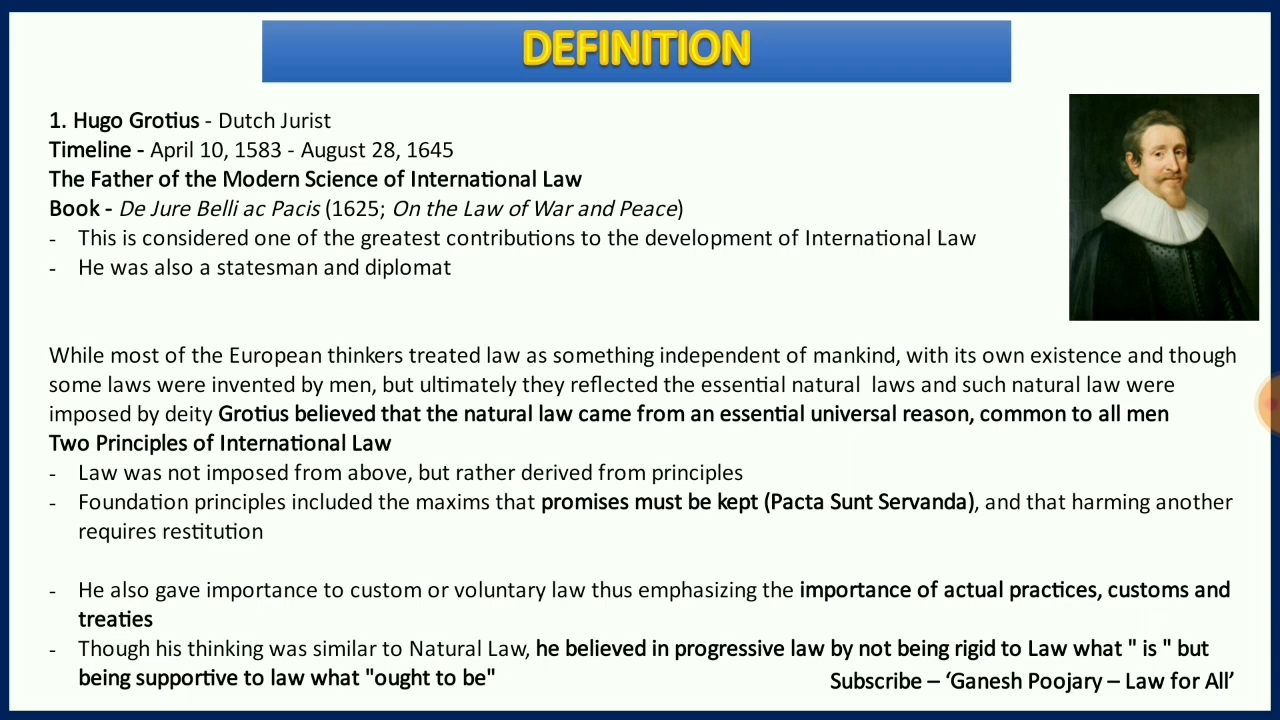 DEFINITION
1. Hugo Grotius - Dutch Jurist
Timeline - April 10, 1583 - August 28, 1645
The Father of the Modern Science of International Law
Book - De Jure Belli ac Pacis (1625; On the Law of War and Peace)
- This is considered one of the greatest contributions to the development of International Law
- He was also a statesman and diplomat
While most of the European thinkers treated law as something independent of mankind, with its own existence and though
some laws were invented by men, but ultimately they reflected the essential natural laws and such natural law were
imposed by deity Grotius believed that the natural law came from an essential universal reason, common to all men
Two Principles of International Law
- Law was not imposed from above, but rather derived from principles
- Foundation principles included the maxims that promises must be kept (Pacta Sunt Servanda), and that harming another
requires restitution
- He also gave importance to custom or voluntary law thus emphasizing the importance of actual practices, customs and
treaties
- Though his thinking was similar to Natural Law, he believed in progressive law by not being rigid to Law what " is " but
being supportive to law what "ought to be"
Subscribe – ‘Ganesh Poojary – Law for All’